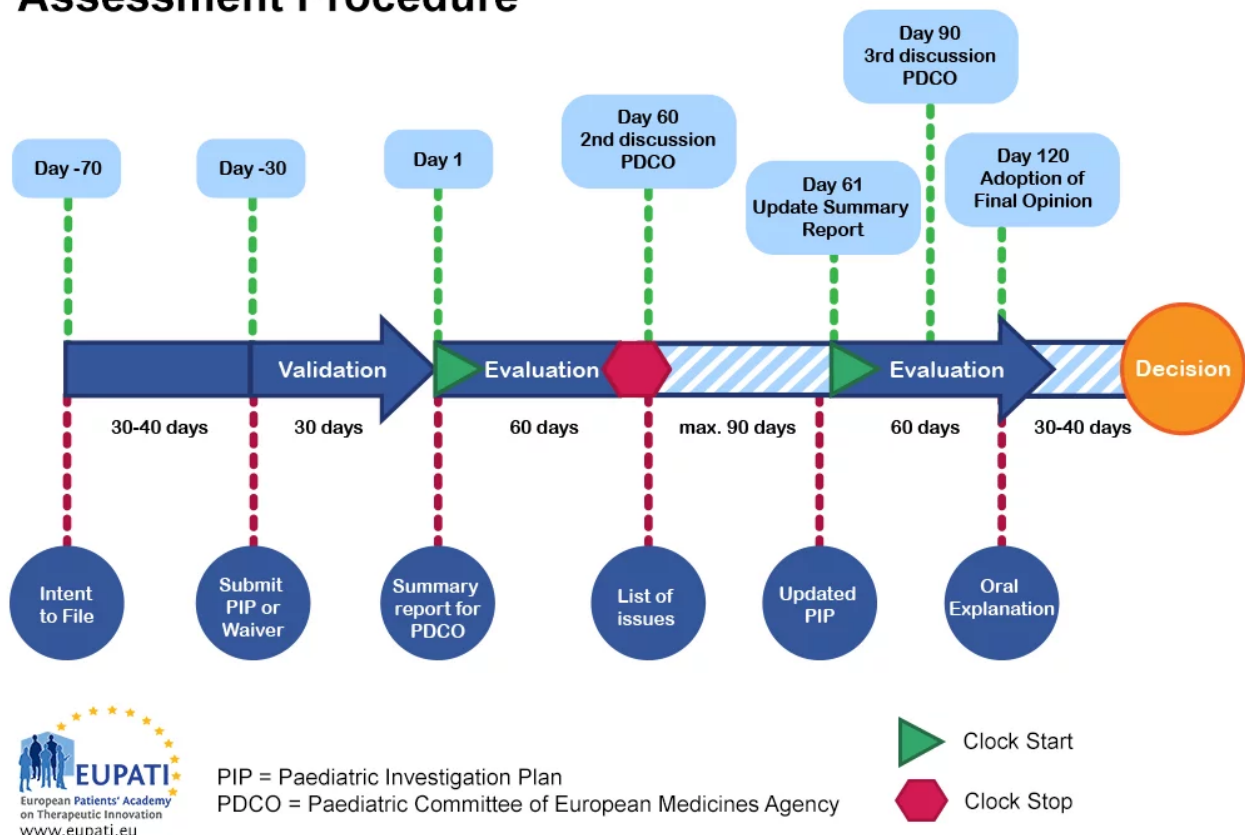 Assessment Procedure
Day 90
3rd discussion
PDCO
Day 60
2nd discussion
PDCO
Day 120
Adoption of
Final Opinion
Day -70
Day -30
Day 1
Day 61
Update Summary
Report
Validation
Evaluation
Evaluation
Decision
30-40 days
30 days
60 days
max. 90 days
60 days
30-40 days
Intent
to File
Submit
PIP or
Waiver
Summary
report for
PDCO
List of
issues
Updated
PIP
Oral
Explanation
EUPATI
European Patients' Academy
on Therapeutic Innovation
www.eupati.eu
PIP = Paediatric Investigation Plan
PDCO = Paediatric Committee of European Medicines Agency
Clock Start
Clock Stop